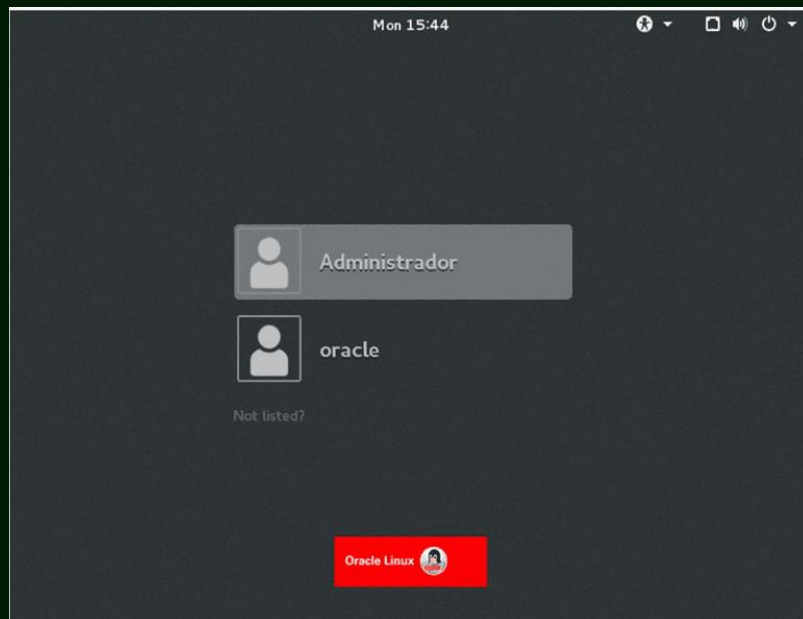 Mon 15:44
Administrador
oracle
Not listed?
Oracle Linux